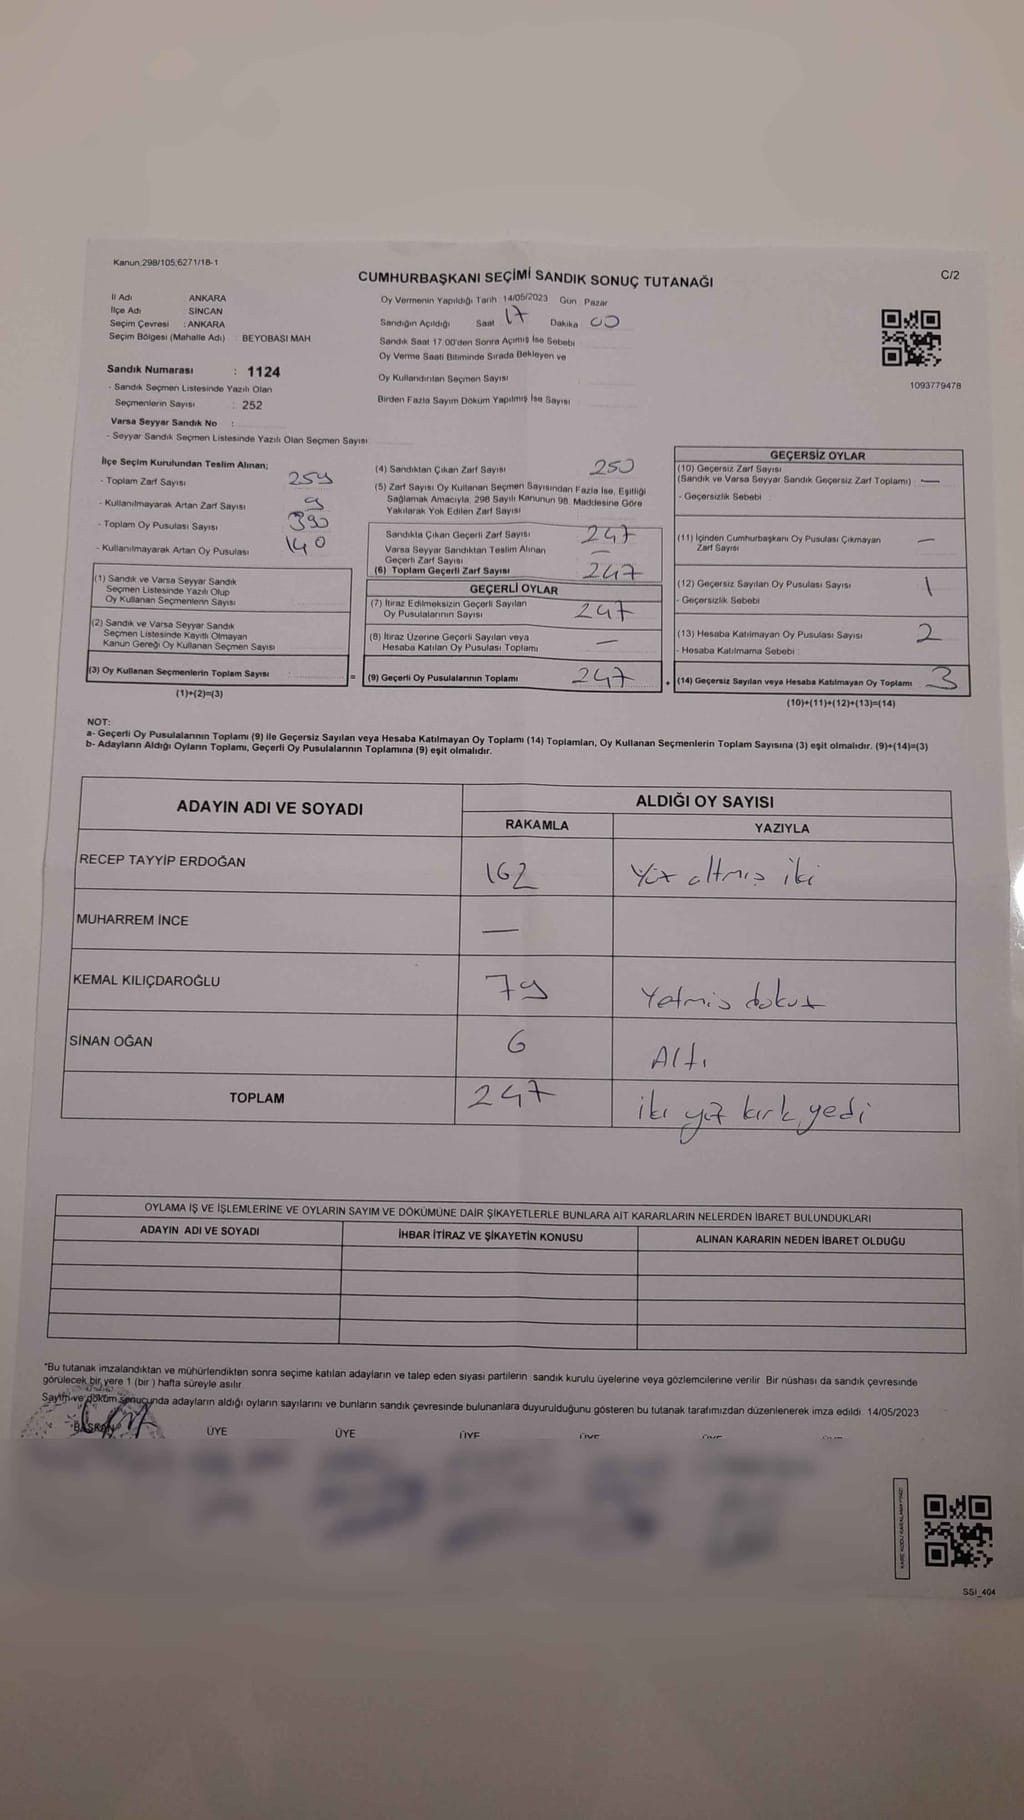 Kanun,298/105,6271/18-1
CUMHURBAŞKANI SEÇİMİ SANDIK SONUÇ TUTANAĞI
C/2
İl Adı ANKARA
İlçe Adı SİNCAN
Seçim Çevresi : ANKARA
Seçim Bölgesi (Mahalle Adı) : BEYOBASI MAH
Sandık Numarası : 1124
- Sandık Seçmen Listesinde Yazılı Olan
Seçmenlerin Sayısı : 252
Varsa Seyyar Sandık No :
- Seyyar Sandık Seçmen Listesinde Yazılı Olan Seçmen Sayısı
Oy Vermenin Yapıldığı Tarih 14/05/2023 Gün Pazar
Sandığın Açıldığı Saat 17 Dakika 00
Sandık Saat 17:00'den Sonra Açmış İse Sebebi
Oy Verme Saati Bitiminde Sırada Bekleyen ve
Oy Kullandırılan Seçmen Sayısı
Birden Fazla Sayım Döküm Yapılmış İse Sayısı
1093779478
İlçe Seçim Kurulundan Teslim Alınan;
- Toplam Zarf Sayısı 259
- Kullanılmayarak Artan Zarf Sayısı 9
- Toplam Oy Pusulası Sayısı 390
- Kullanılmayarak Artan Oy Pusulası 140
(1) Sandık ve Varsa Seyyar Sandık
Seçmen Listesinde Yazılı Olup
Oy Kullanan Seçmenlerin Sayısı
(2) Sandık ve Varsa Seyyar Sandık
Seçmen Listesinde Kayıtlı Olmayan
Kanun Gereği Oy Kullanan Seçmen Sayısı
(3) Oy Kullanan Seçmenlerin Toplam Sayısı =
(1)+(2)=(3)
(4) Sandıktan Çıkan Zarf Sayısı 250
(5) Zarf Sayısı Oy Kullanan Seçmen Sayısından Fazla İse, Eşitliği
Sağlamak Amacıyla, 298 Sayılı Kanunun 98. Maddesine Göre
Yakılarak Yok Edilen Zarf Sayısı
Sandıkta Çıkan Geçerli Zarf Sayısı 247
Varsa Seyyar Sandıktan Teslim Alınan
Geçerli Zarf Sayısı —
(6) Toplam Geçerli Zarf Sayısı 247
GEÇERLİ OYLAR
(7) İtiraz Edilmeksizin Geçerli Sayılan
Oy Pusulalarının Sayısı 247
(8) İtiraz Üzerine Geçerli Sayılan veya
Hesaba Katılan Oy Pusulası Toplamı —
(9) Geçerli Oy Pusulalarının Toplamı 247 +
GEÇERSİZ OYLAR
(10) Geçersiz Zarf Sayısı
(Sandık ve Varsa Seyyar Sandık Geçersiz Zarf Toplamı) : —
- Geçersizlik Sebebi :
(11) İçinden Cumhurbaşkanı Oy Pusulası Çıkmayan
Zarf Sayısı —
(12) Geçersiz Sayılan Oy Pusulası Sayısı 1
- Geçersizlik Sebebi :
(13) Hesaba Katılmayan Oy Pusulası Sayısı 2
- Hesaba Katılmama Sebebi :
(14) Geçersiz Sayılan veya Hesaba Katılmayan Oy Toplamı : 3
(10)+(11)+(12)+(13)=(14)
NOT:
a- Geçerli Oy Pusulalarının Toplamı (9) ile Geçersiz Sayılan veya Hesaba Katılmayan Oy Toplamı (14) Toplamları, Oy Kullanan Seçmenlerin Toplam Sayısına (3) eşit olmalıdır. (9)+(14)=(3)
b- Adayların Aldığı Oyların Toplamı, Geçerli Oy Pusulalarının Toplamına (9) eşit olmalıdır.
ADAYIN ADI VE SOYADI
ALDIĞI OY SAYISI
RAKAMLA YAZIYLA
RECEP TAYYİP ERDOĞAN 162 Yüz altmış iki
MUHARREM İNCE —
KEMAL KILIÇDAROĞLU 79 Yetmiş dokuz
SİNAN OĞAN 6 Altı
TOPLAM 247 iki yüz kırk yedi
OYLAMA İŞ VE İŞLEMLERİNE VE OYLARIN SAYIM VE DÖKÜMÜNE DAİR ŞİKAYETLERLE BUNLARA AİT KARARLARIN NELERDEN İBARET BULUNDUKLARI
ADAYIN ADI VE SOYADI İHBAR İTİRAZ VE ŞİKAYETİN KONUSU ALINAN KARARIN NEDEN İBARET OLDUĞU
"Bu tutanak imzalandıktan ve mühürlendikten sonra seçime katılan adayların ve talep eden siyasi partilerin sandık kurulu üyelerine veya gözlemcilerine verilir. Bir nüshası da sandık çevresinde
görülecek bir yere 1 (bir ) hafta süreyle asılır.
Sayım ve döküm sonucunda adayların aldığı oyların sayılarını ve bunların sandık çevresinde bulunanlara duyurulduğunu gösteren bu tutanak tarafımızdan düzenlenerek imza edildi. 14/05/2023
BAŞKAN ÜYE ÜYE ÜYE ÜYE ÜYE
SSI_404